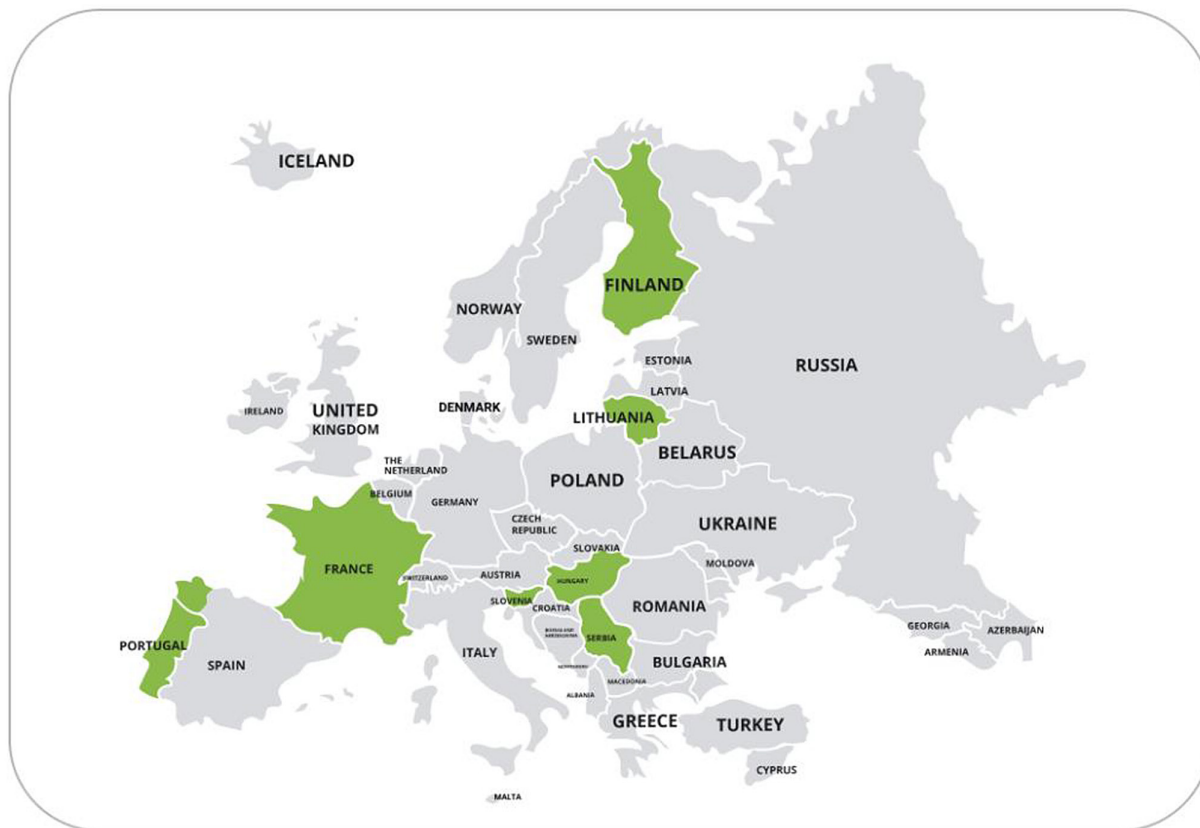 ICELAND
NORWAY
FINLAND
SWEDEN
ESTONIA
RUSSIA
LATVIA
IRELAND
UNITED
KINGDOM
DENMARK
LITHUANIA
BELARUS
THE
NETHERLAND
POLAND
BELGIUM
GERMANY
CZECH
REPUBLIC
UKRAINE
SLOVAKIA
MOLDOVA
FRANCE
SWITZERLAND
AUSTRIA
HUNGARY
SLOVENIA
CROATIA
ROMANIA
GEORGIA
AZERBAIJAN
SERBIA
PORTUGAL
SPAIN
ITALY
ARMENIA
BULGARIA
MACEDONIA
ALBANIA
GREECE
TURKEY
CYPRUS
MALTA